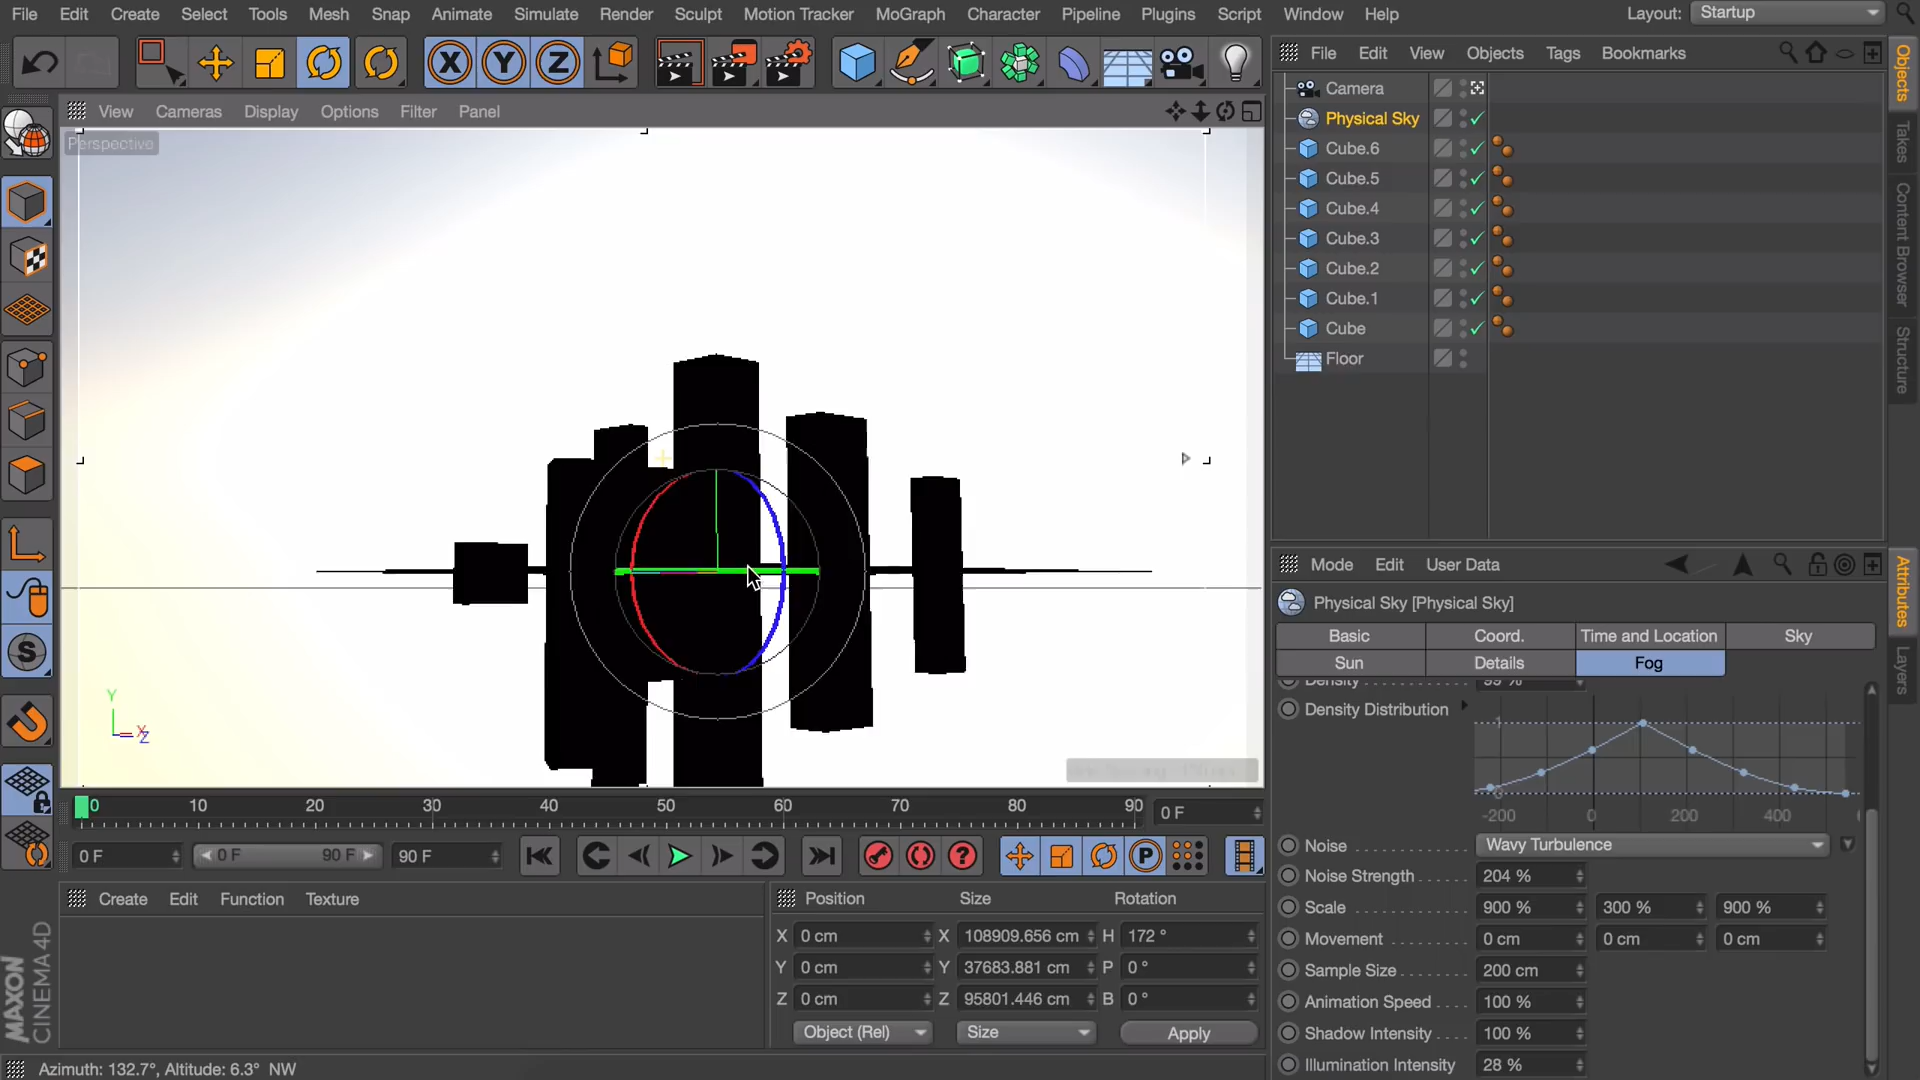 File Edit Create Select Tools Mesh Snap Animate Simulate Render Sculpt Motion Tracker MoGraph Character Pipeline Plugins Script Window Help Layout: Startup
X Y Z
File Edit View Objects Tags Bookmarks
Objects
Takes
Content Browser
Structure
View Cameras Display Options Filter Panel
Perspective
Camera
Physical Sky
Cube.6
Cube.5
Cube.4
Cube.3
Cube.2
Cube.1
Cube
Floor
Mode Edit User Data
Attributes
Layers
Physical Sky [Physical Sky]
Basic Coord. Time and Location Sky
Sun Details Fog
Density 99 %
Density Distribution
1
0
-200 0 200 400
Noise Wavy Turbulence
Noise Strength 204 %
Scale 900 % 300 % 900 %
Movement 0 cm 0 cm 0 cm
Sample Size 200 cm
Animation Speed 100 %
Shadow Intensity 100 %
Illumination Intensity 28 %
Y
X
Z
S
0 10 20 30 40 50 60 70 80 90 0 F
0 F 0 F 90 F 90 F
P
Create Edit Function Texture
Position Size Rotation
X 0 cm X 108909.656 cm H 172 °
Y 0 cm Y 37683.881 cm P 0 °
Z 0 cm Z 95801.446 cm B 0 °
Object (Rel) Size Apply
MAXON
CINEMA 4D
Azimuth: 132.7°, Altitude: 6.3° NW